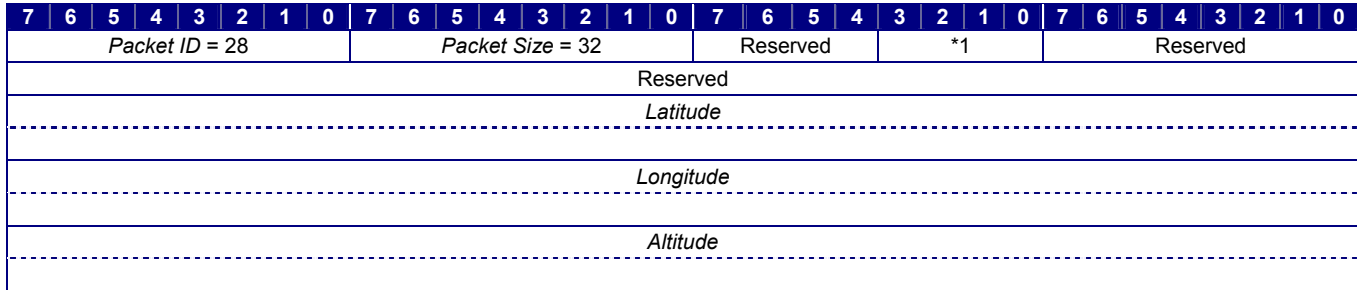 7 6 5 4 3 2 1 0 7 6 5 4 3 2 1 0 7 6 5 4 3 2 1 0 7 6 5 4 3 2 1 0
Packet ID = 28 Packet Size = 32 Reserved *1 Reserved
Reserved
Latitude
Longitude
Altitude